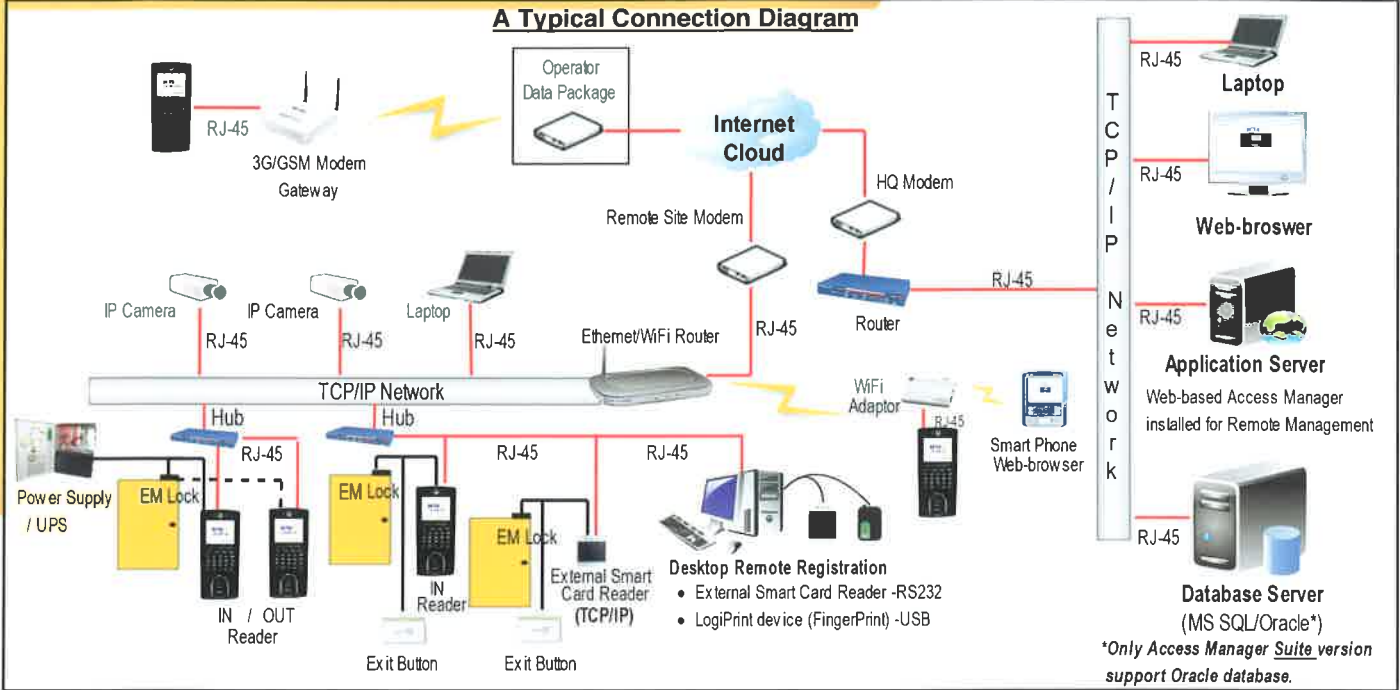 A Typical Connection Diagram
Operator
Data Package
RJ-45
3G/GSM Modem
Gateway
Internet
Cloud
HQ Modem
Remote Site Modem
RJ-45
Laptop
RJ-45
Web-broswer
TCP/IP Network
RJ-45
Router
RJ-45
Application Server
Web-based Access Manager
installed for Remote Management
RJ-45
Database Server
(MS SQL/Oracle*)
*Only Access Manager Suite version
support Oracle database.
IP Camera
RJ-45
IP Camera
RJ-45
Laptop
RJ-45
Ethernet/WiFi Router
RJ-45
TCP/IP Network
WiFi
Adaptor
RJ-45
Smart Phone
Web-browser
Hub
RJ-45
Hub
RJ-45
RJ-45
Power Supply
/ UPS
EM Lock
IN / OUT
Reader
EM Lock
IN
Reader
Exit Button
EM Lock
Exit Button
External Smart
Card Reader
(TCP/IP)
Desktop Remote Registration
• External Smart Card Reader -RS232
• LogiPrint device (FingerPrint) -USB